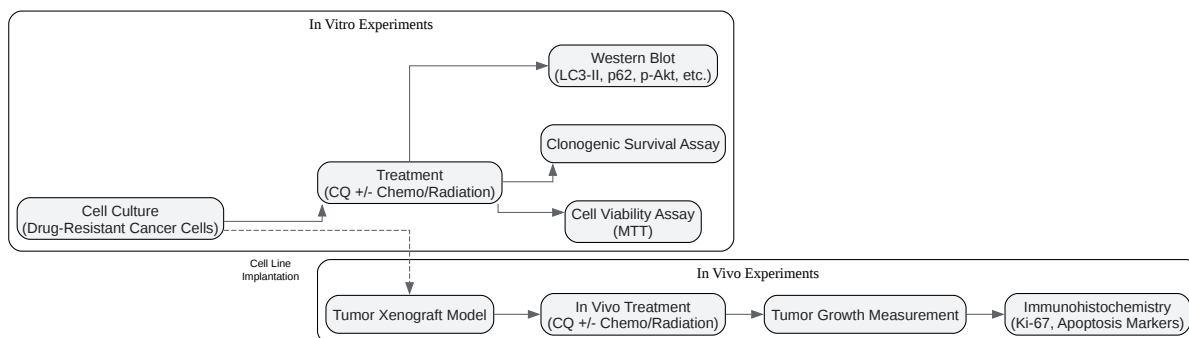 In Vitro Experiments
Western Blot
(LC3-II, p62, p-Akt, etc.)
Clonogenic Survival Assay
Treatment
(CQ +/- Chemo/Radiation)
Cell Culture
(Drug-Resistant Cancer Cells)
Cell Viability Assay
(MTT)
Cell Line
Implantation
In Vivo Experiments
Tumor Xenograft Model
In Vivo Treatment
(CQ +/- Chemo/Radiation)
Tumor Growth Measurement
Immunohistochemistry
(Ki-67, Apoptosis Markers)